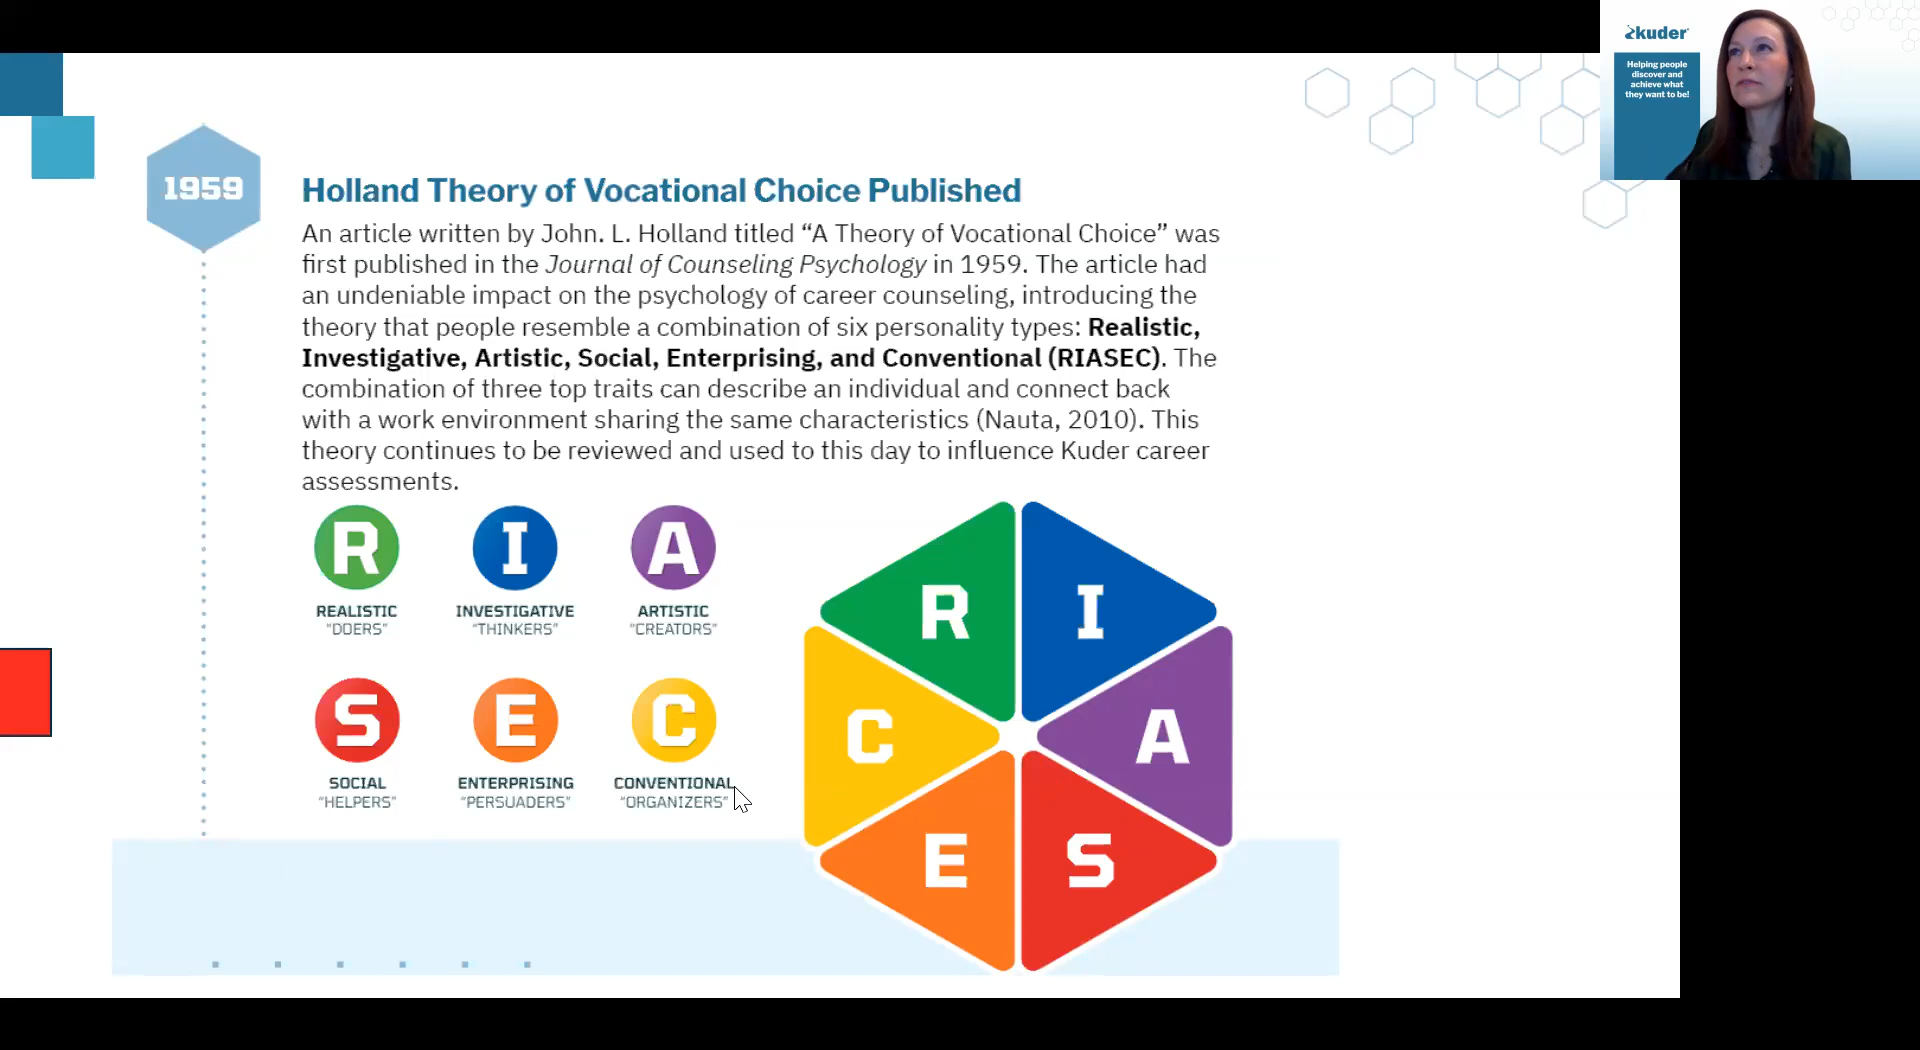 kuder
Helping people
discover and
achieve what
they want to be!
1959
Holland Theory of Vocational Choice Published
An article written by John. L. Holland titled “A Theory of Vocational Choice” was
first published in the Journal of Counseling Psychology in 1959. The article had
an undeniable impact on the psychology of career counseling, introducing the
theory that people resemble a combination of six personality types: Realistic,
Investigative, Artistic, Social, Enterprising, and Conventional (RIASEC). The
combination of three top traits can describe an individual and connect back
with a work environment sharing the same characteristics (Nauta, 2010). This
theory continues to be reviewed and used to this day to influence Kuder career
assessments.
R I A
REALISTIC INVESTIGATIVE ARTISTIC
“DOERS” “THINKERS” “CREATORS”
S E C
SOCIAL ENTERPRISING CONVENTIONAL
“HELPERS” “PERSUADERS” “ORGANIZERS”
R I
C A
E S